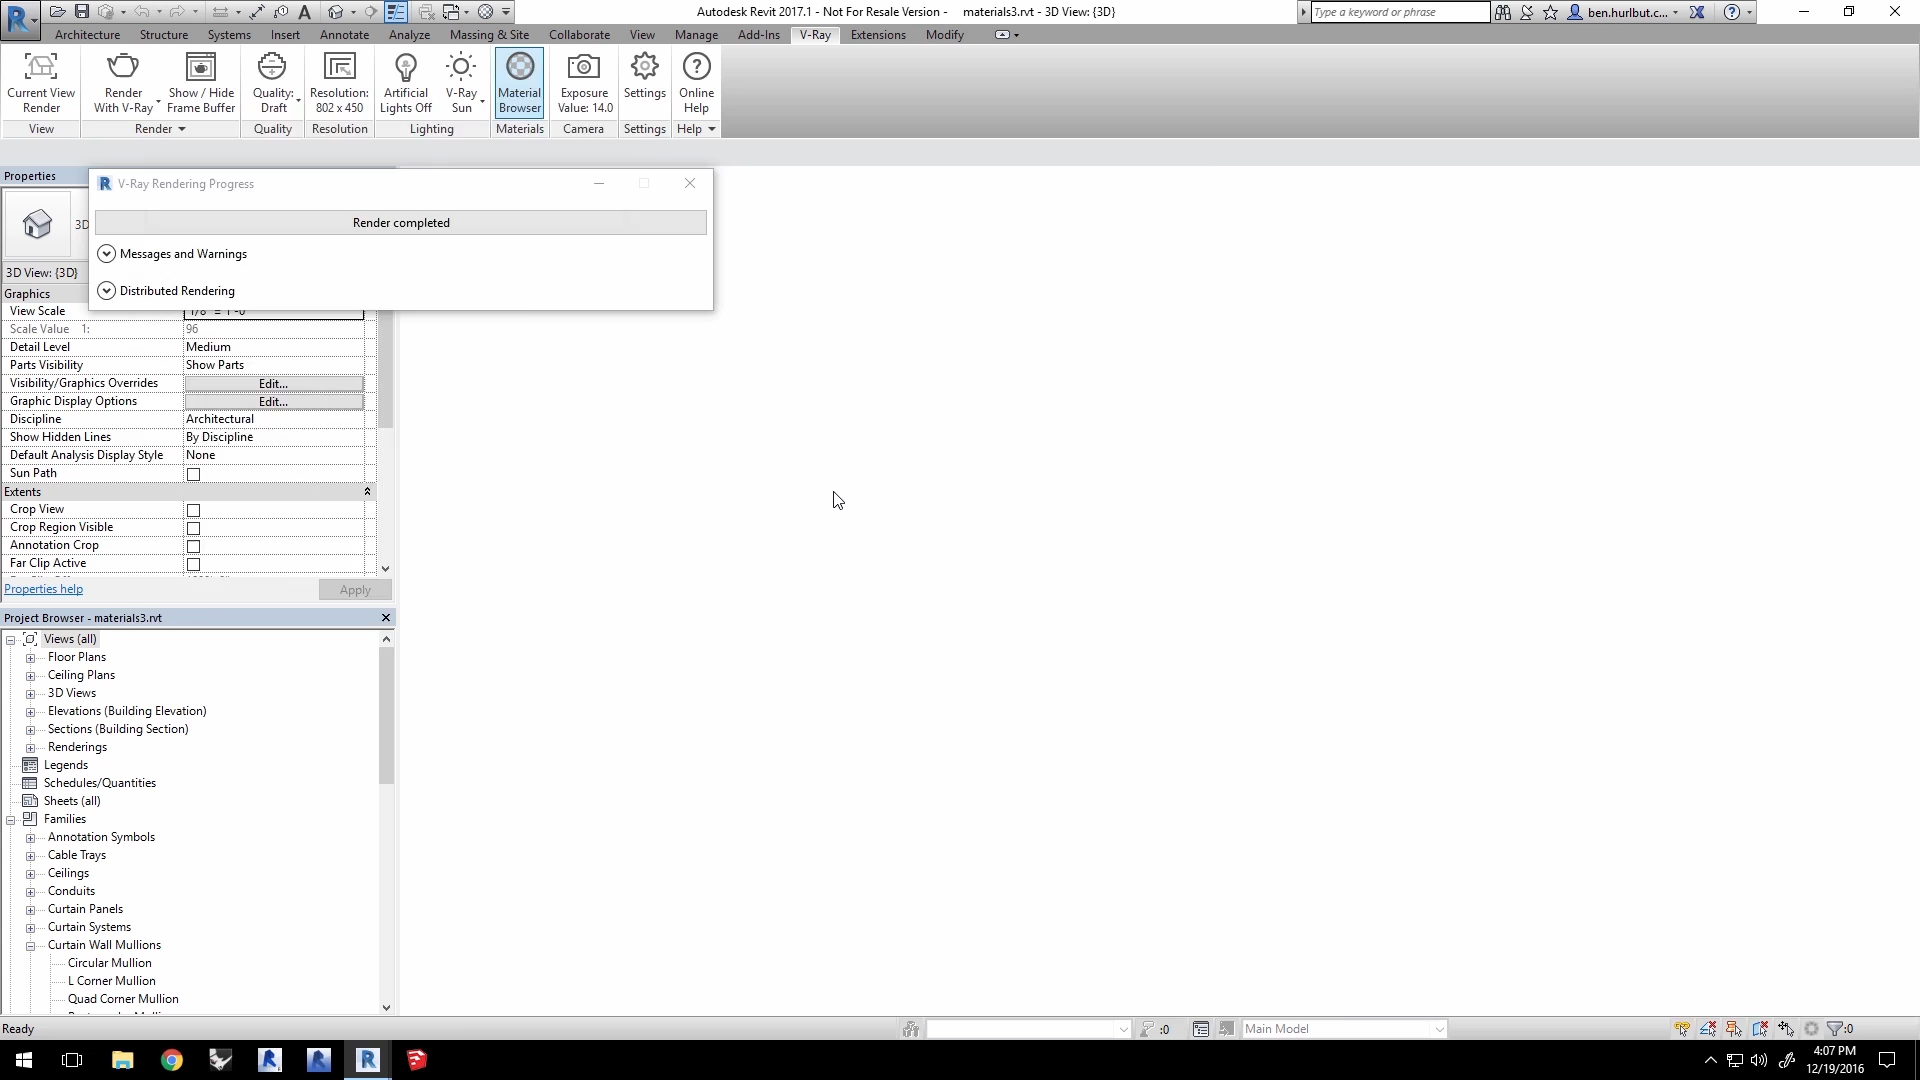 Autodesk Revit 2017.1 - Not For Resale Version - materials3.rvt - 3D View: {3D}
Type a keyword or phrase
ben.hurlbut.c...
Architecture Structure Systems Insert Annotate Analyze Massing & Site Collaborate View Manage Add-Ins V-Ray Extensions Modify
Current View Render
Render With V-Ray
Show / Hide Frame Buffer
Quality: Draft
Resolution: 802 x 450
Artificial Lights Off
V-Ray Sun
Material Browser
Exposure Value: 14.0
Settings
Online Help
View Render Quality Resolution Lighting Materials Camera Settings Help
Properties
V-Ray Rendering Progress
Render completed
Messages and Warnings
Distributed Rendering
3D
3D View: {3D}
Graphics
View Scale 1/8" = 1'-0"
Scale Value 1: 96
Detail Level Medium
Parts Visibility Show Parts
Visibility/Graphics Overrides Edit...
Graphic Display Options Edit...
Discipline Architectural
Show Hidden Lines By Discipline
Default Analysis Display Style None
Sun Path
Extents
Crop View
Crop Region Visible
Annotation Crop
Far Clip Active
Properties help Apply
Project Browser - materials3.rvt
Views (all)
Floor Plans
Ceiling Plans
3D Views
Elevations (Building Elevation)
Sections (Building Section)
Renderings
Legends
Schedules/Quantities
Sheets (all)
Families
Annotation Symbols
Cable Trays
Ceilings
Conduits
Curtain Panels
Curtain Systems
Curtain Wall Mullions
Circular Mullion
L Corner Mullion
Quad Corner Mullion
Ready :0 Main Model :0
4:07 PM
12/19/2016